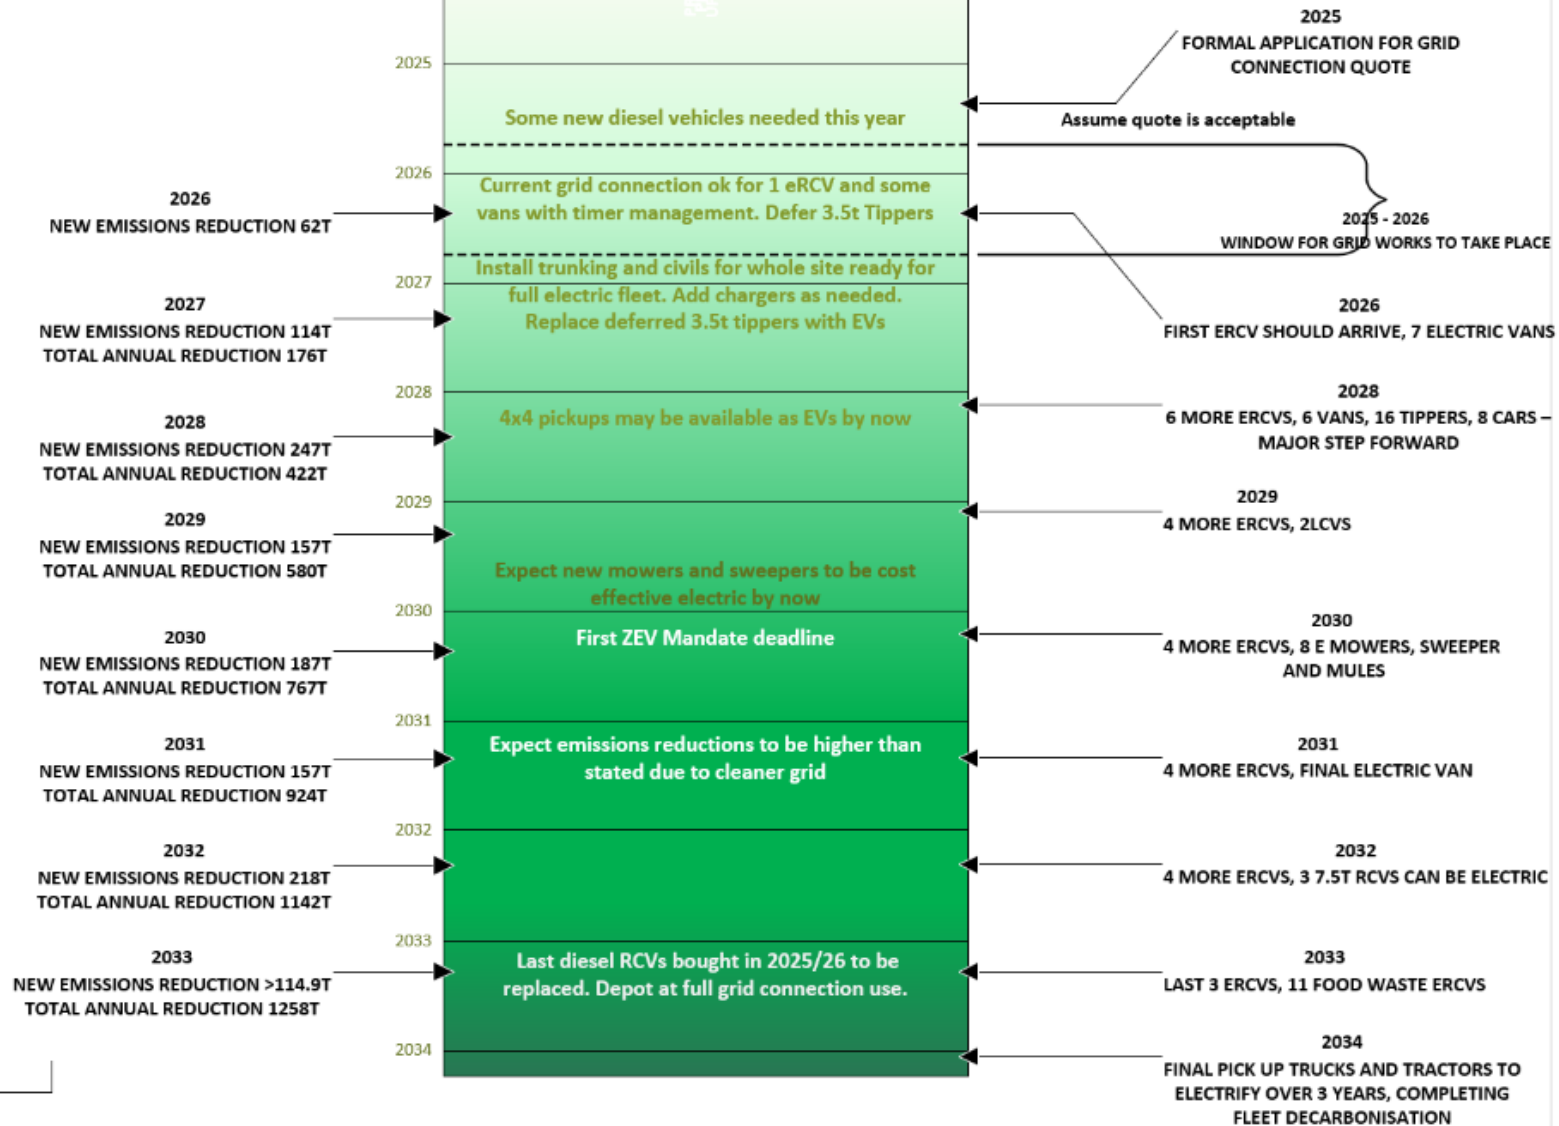 2025
FORMAL APPLICATION FOR GRID
CONNECTION QUOTE
2025
Some new diesel vehicles needed this year
Assume quote is acceptable
2026
Current grid connection ok for 1 eRCV and some
vans with timer management. Defer 3.5t Tippers
2026
NEW EMISSIONS REDUCTION 62T
2025 - 2026
WINDOW FOR GRID WORKS TO TAKE PLACE
Install trunking and civils for whole site ready for
2027
full electric fleet. Add chargers as needed.
Replace deferred 3.5t tippers with EVs
2027
NEW EMISSIONS REDUCTION 114T
TOTAL ANNUAL REDUCTION 176T
2026
FIRST ERCV SHOULD ARRIVE, 7 ELECTRIC VANS
2028
4x4 pickups may be available as EVs by now
2028
NEW EMISSIONS REDUCTION 247T
TOTAL ANNUAL REDUCTION 422T
2028
6 MORE ERCVS, 6 VANS, 16 TIPPERS, 8 CARS –
MAJOR STEP FORWARD
2029
2029
NEW EMISSIONS REDUCTION 157T
TOTAL ANNUAL REDUCTION 580T
2029
4 MORE ERCVS, 2LCVS
Expect new mowers and sweepers to be cost
effective electric by now
2030
First ZEV Mandate deadline
2030
NEW EMISSIONS REDUCTION 187T
TOTAL ANNUAL REDUCTION 767T
2030
4 MORE ERCVS, 8 E MOWERS, SWEEPER
AND MULES
2031
Expect emissions reductions to be higher than
stated due to cleaner grid
2031
NEW EMISSIONS REDUCTION 157T
TOTAL ANNUAL REDUCTION 924T
2031
4 MORE ERCVS, FINAL ELECTRIC VAN
2032
2032
NEW EMISSIONS REDUCTION 218T
TOTAL ANNUAL REDUCTION 1142T
2032
4 MORE ERCVS, 3 7.5T RCVS CAN BE ELECTRIC
2033
Last diesel RCVs bought in 2025/26 to be
replaced. Depot at full grid connection use.
2033
NEW EMISSIONS REDUCTION >114.9T
TOTAL ANNUAL REDUCTION 1258T
2033
LAST 3 ERCVS, 11 FOOD WASTE ERCVS
2034
2034
FINAL PICK UP TRUCKS AND TRACTORS TO
ELECTRIFY OVER 3 YEARS, COMPLETING
FLEET DECARBONISATION